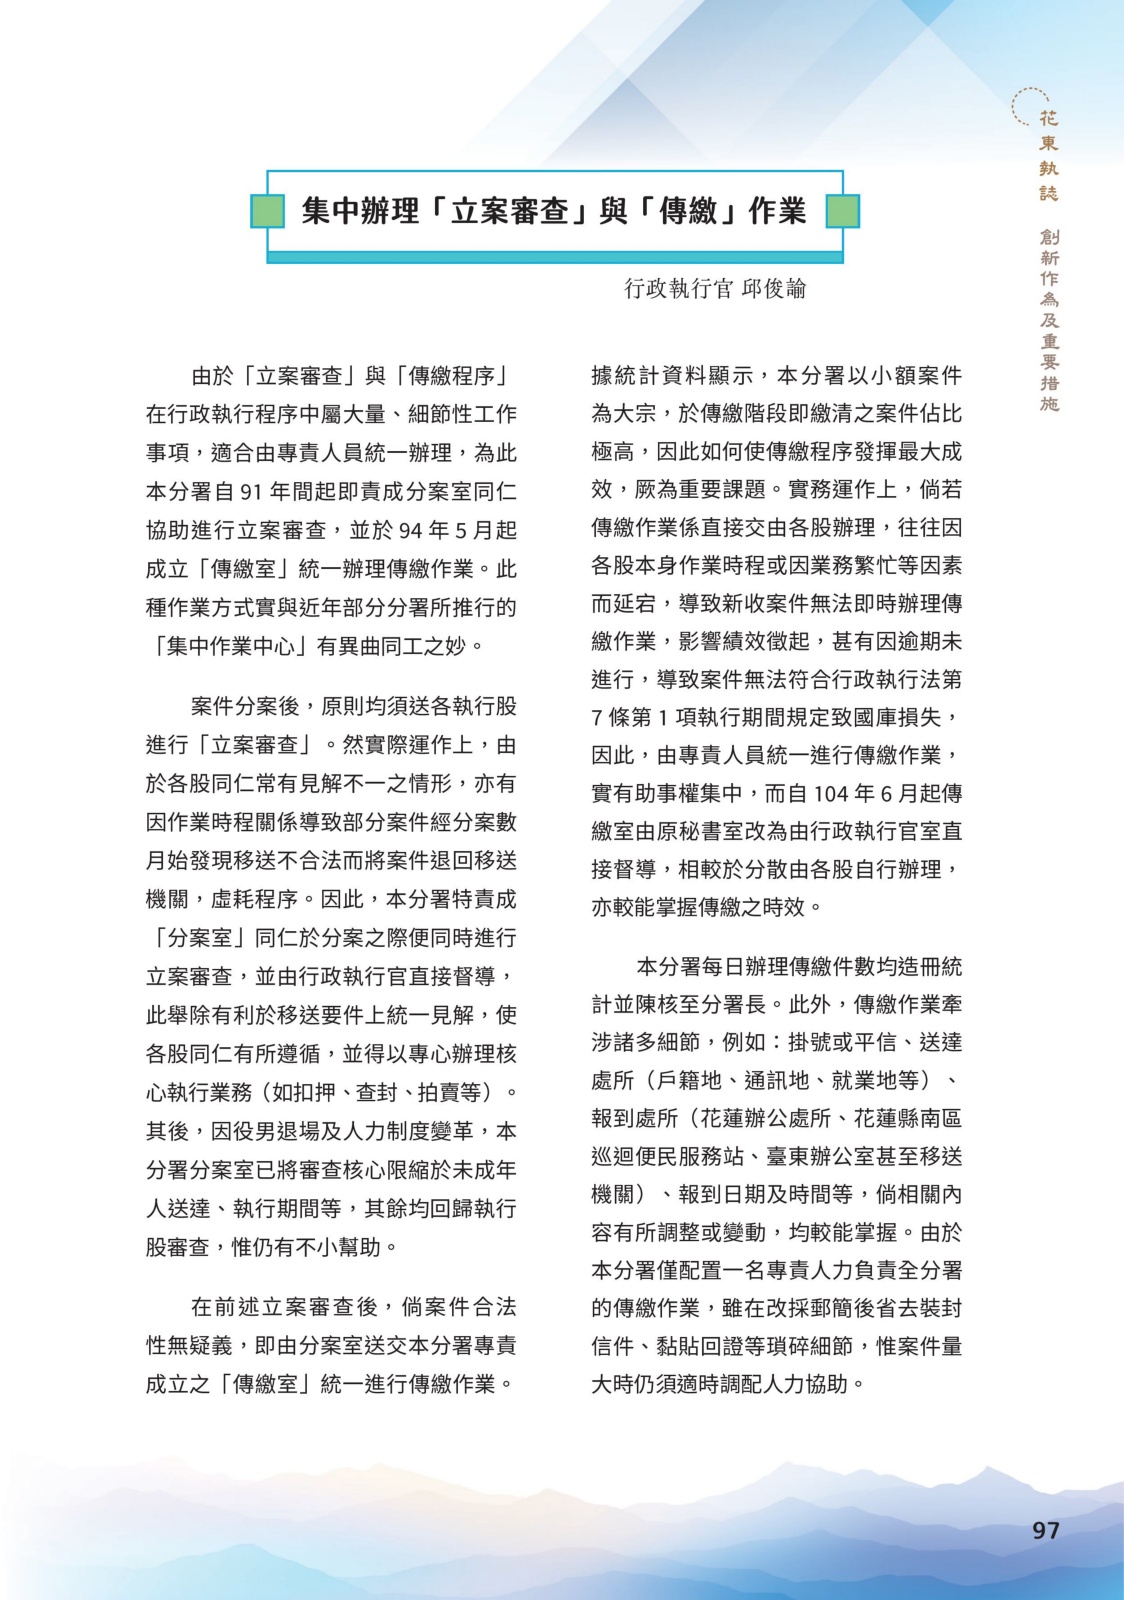 花東執誌 創新作為及重要措施
集中辦理「立案審查」與「傳繳」作業
行政執行官 邱俊諭
由於「立案審查」與「傳繳程序」
在行政執行程序中屬大量、細節性工作
事項，適合由專責人員統一辦理，為此
本分署自 91 年間起即責成分案室同仁
協助進行立案審查，並於 94 年 5 月起
成立「傳繳室」統一辦理傳繳作業。此
種作業方式實與近年部分分署所推行的
「集中作業中心」有異曲同工之妙。
案件分案後，原則均須送各執行股
進行「立案審查」。然實際運作上，由
於各股同仁常有見解不一之情形，亦有
因作業時程關係導致部分案件經分案數
月始發現移送不合法而將案件退回移送
機關，虛耗程序。因此，本分署特責成
「分案室」同仁於分案之際便同時進行
立案審查，並由行政執行官直接督導，
此舉除有利於移送要件上統一見解，使
各股同仁有所遵循，並得以專心辦理核
心執行業務（如扣押、查封、拍賣等）。
其後，因役男退場及人力制度變革，本
分署分案室已將審查核心限縮於未成年
人送達、執行期間等，其餘均回歸執行
股審查，惟仍有不小幫助。
在前述立案審查後，倘案件合法
性無疑義，即由分案室送交本分署專責
成立之「傳繳室」統一進行傳繳作業。
據統計資料顯示，本分署以小額案件
為大宗，於傳繳階段即繳清之案件佔比
極高，因此如何使傳繳程序發揮最大成
效，厥為重要課題。實務運作上，倘若
傳繳作業係直接交由各股辦理，往往因
各股本身作業時程或因業務繁忙等因素
而延宕，導致新收案件無法即時辦理傳
繳作業，影響績效徵起，甚有因逾期未
進行，導致案件無法符合行政執行法第
7 條第 1 項執行期間規定致國庫損失，
因此，由專責人員統一進行傳繳作業，
實有助事權集中，而自 104 年 6 月起傳
繳室由原秘書室改為由行政執行官室直
接督導，相較於分散由各股自行辦理，
亦較能掌握傳繳之時效。
本分署每日辦理傳繳件數均造冊統
計並陳核至分署長。此外，傳繳作業牽
涉諸多細節，例如：掛號或平信、送達
處所（戶籍地、通訊地、就業地等）、
報到處所（花蓮辦公處所、花蓮縣南區
巡迴便民服務站、臺東辦公室甚至移送
機關）、報到日期及時間等，倘相關內
容有所調整或變動，均較能掌握。由於
本分署僅配置一名專責人力負責全分署
的傳繳作業，雖在改採郵簡後省去裝封
信件、黏貼回證等瑣碎細節，惟案件量
大時仍須適時調配人力協助。
97